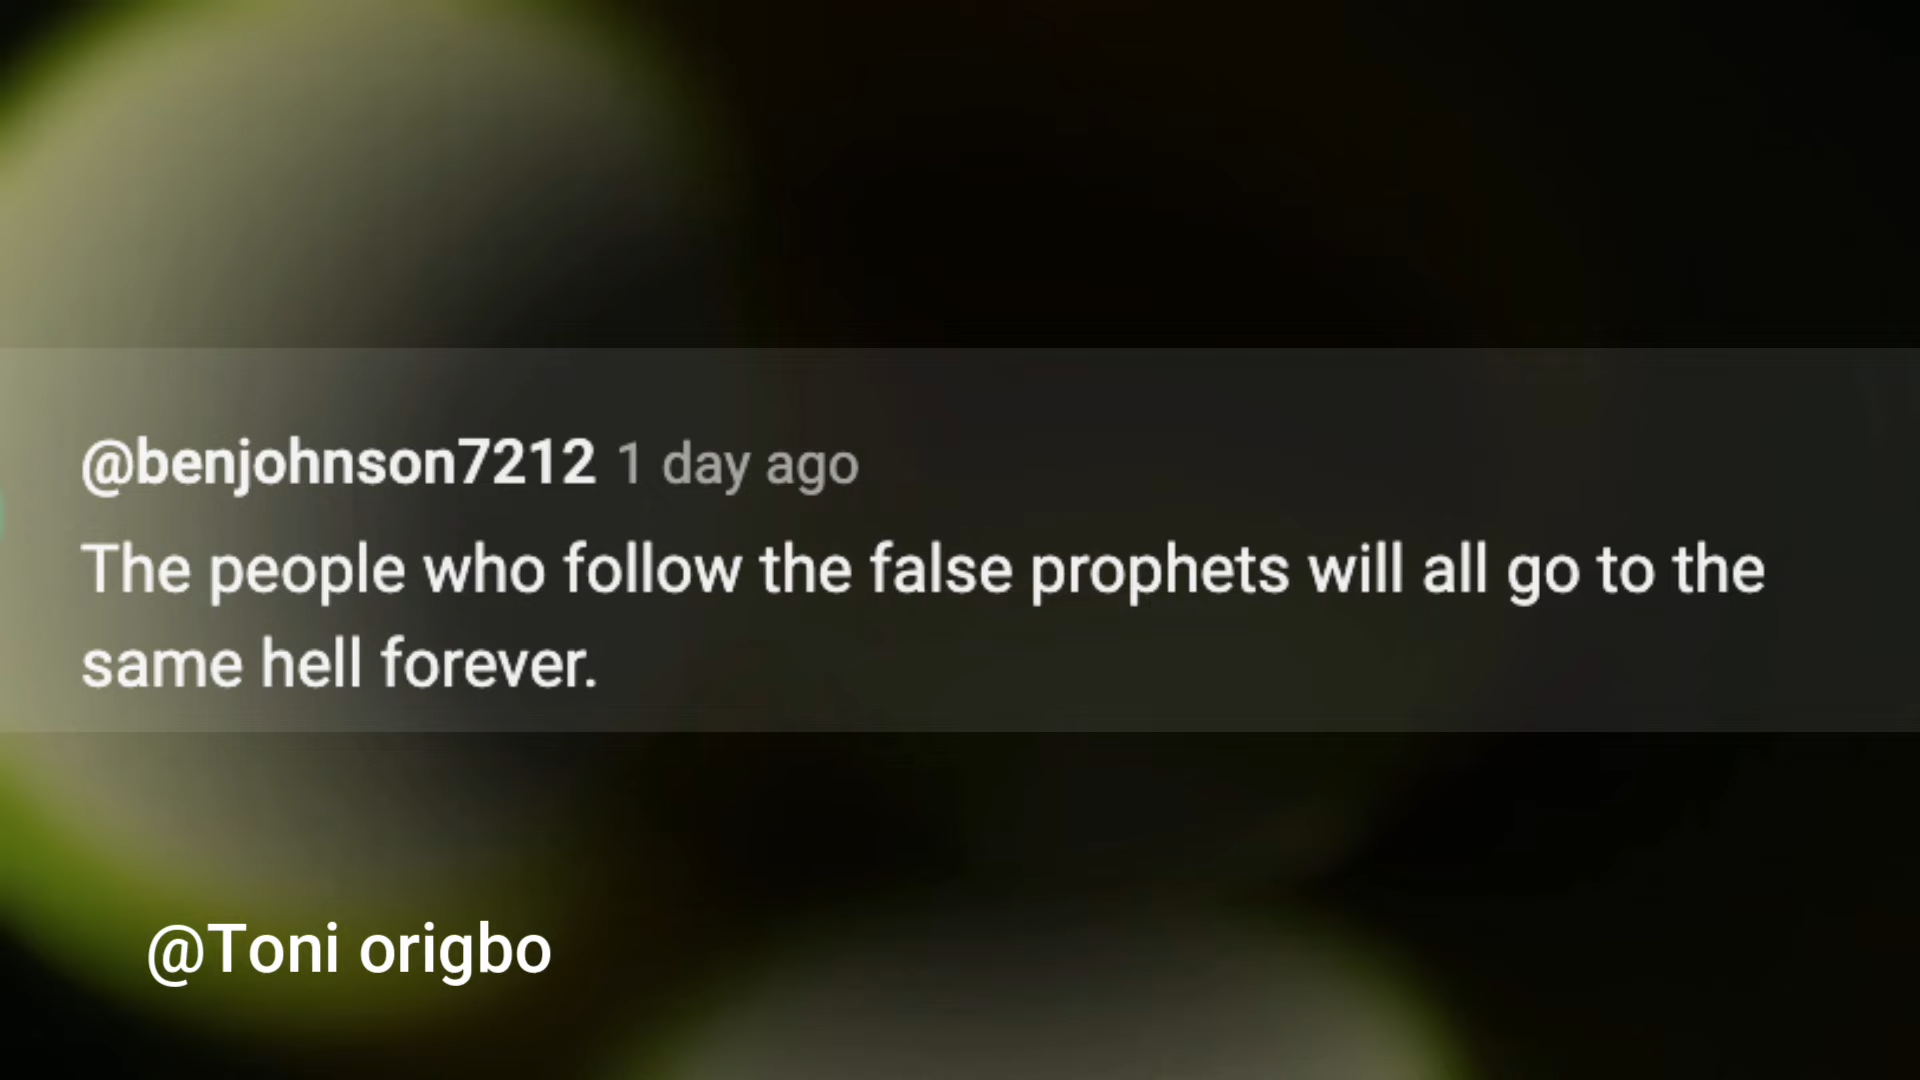 @benjohnson7212 1 day ago
The people who follow the false prophets will all go to the
same hell forever.
@Toni origbo